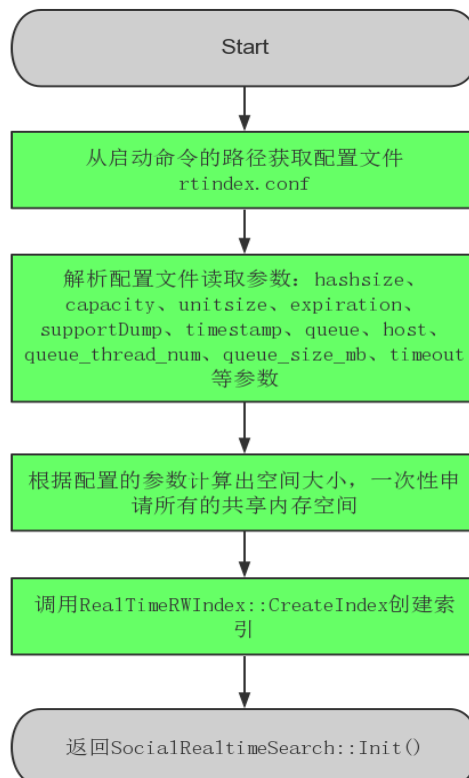 Start
从启动命令的路径获取配置文件
rtindex.conf
解析配置文件读取参数：hashsize、
capacity、unitsize、expiration、
supportDump、timestamp、queue、host、
queue_thread_num、queue_size_mb、timeout
等参数
根据配置的参数计算出空间大小，一次性申
请所有的共享内存空间
调用RealTimeRWIndex::CreateIndex创建索
引
返回SocialRealtimeSearch::Init()